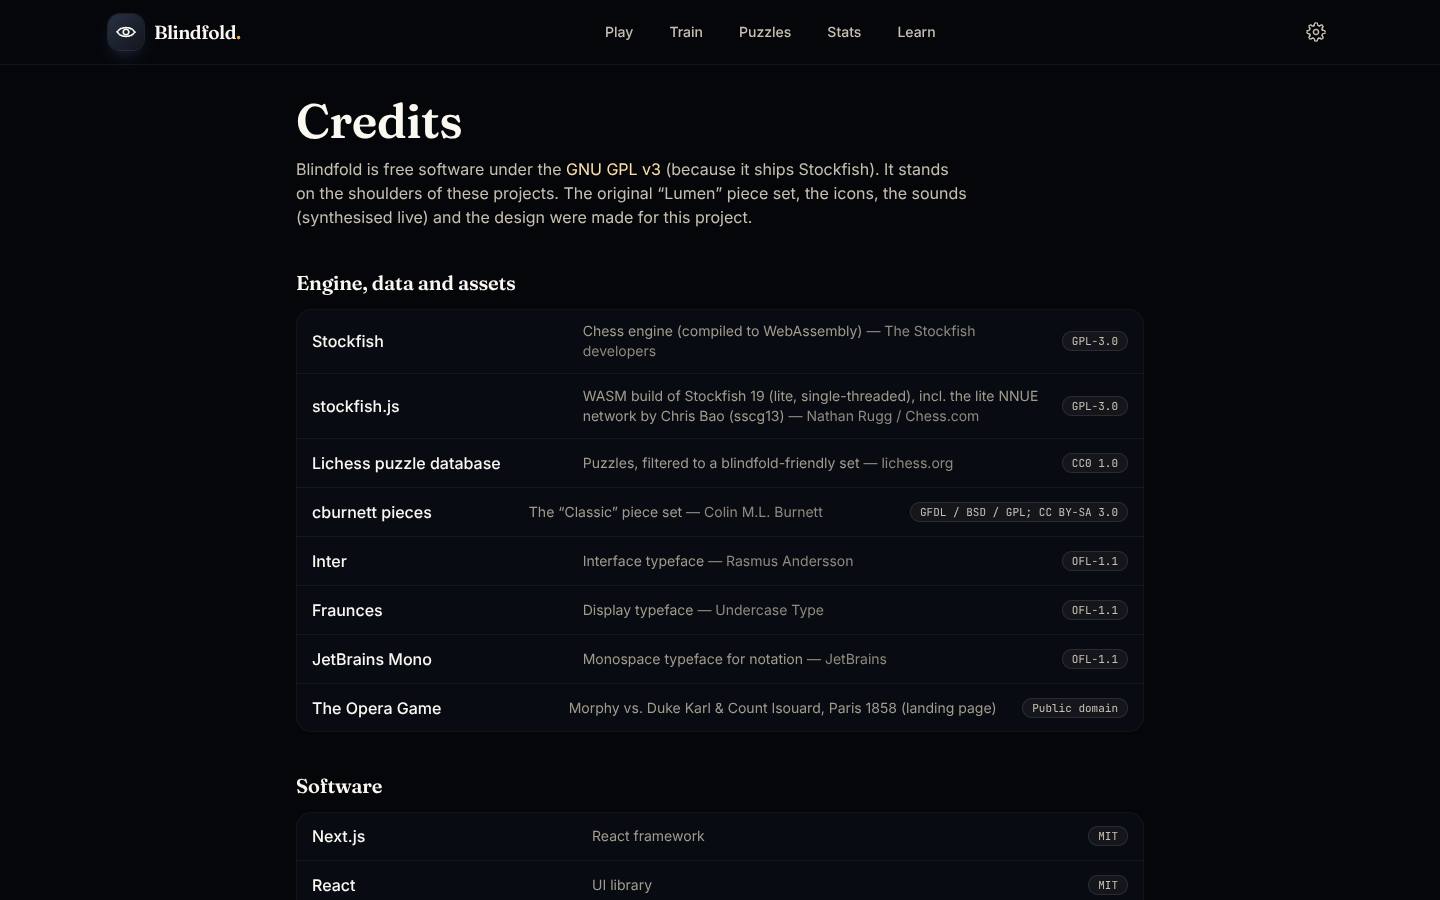 Blindfold.
Play
Train
Puzzles
Stats
Learn
Credits
Blindfold is free software under the GNU GPL v3 (because it ships Stockfish). It stands
on the shoulders of these projects. The original “Lumen” piece set, the icons, the sounds
(synthesised live) and the design were made for this project.
Engine, data and assets
Stockfish
Chess engine (compiled to WebAssembly) — The Stockfish
developers
GPL-3.0
stockfish.js
WASM build of Stockfish 19 (lite, single-threaded), incl. the lite NNUE
network by Chris Bao (sscg13) — Nathan Rugg / Chess.com
GPL-3.0
Lichess puzzle database
Puzzles, filtered to a blindfold-friendly set — lichess.org
CC0 1.0
cburnett pieces
The “Classic” piece set — Colin M.L. Burnett
GFDL / BSD / GPL; CC BY-SA 3.0
Inter
Interface typeface — Rasmus Andersson
OFL-1.1
Fraunces
Display typeface — Undercase Type
OFL-1.1
JetBrains Mono
Monospace typeface for notation — JetBrains
OFL-1.1
The Opera Game
Morphy vs. Duke Karl & Count Isouard, Paris 1858 (landing page)
Public domain
Software
Next.js
React framework
MIT
React
UI library
MIT